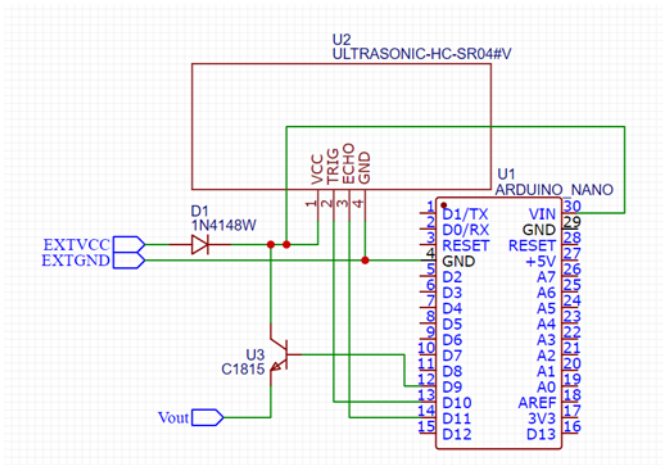 U2
ULTRASONIC-HC-SR04#V
VCC
TRIG
ECHO
GND
1
2
3
4
U1
ARDUINO_NANO
D1
1N4148W
EXTVCC
EXTGND
U3
C1815
Vout
1 D1/TX
2 D0/RX
3 RESET
4 GND
5 D2
6 D3
7 D4
8 D5
9 D6
10 D7
11 D8
12 D9
13 D10
14 D11
15 D12
VIN 30
GND 29
RESET 28
+5V 27
A7 26
A6 25
A5 24
A4 23
A3 22
A2 21
A1 20
A0 19
AREF 18
3V3 17
D13 16